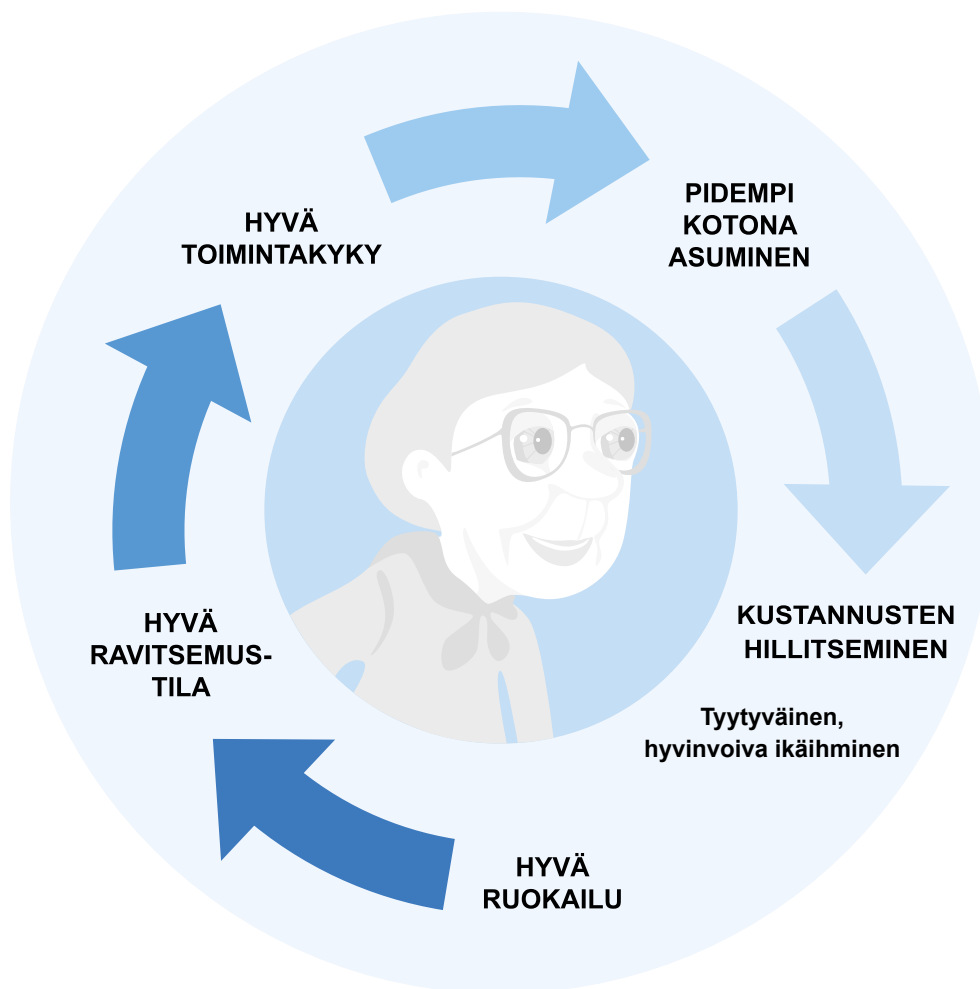 HYVÄ
TOIMINTAKYKY
PIDEMPI
KOTONA
ASUMINEN
KUSTANNUSTEN
HILLITSEMINEN
Tyytyväinen,
hyvinvoiva ikäihminen
HYVÄ
RAVITSEMUS-
TILA
HYVÄ
RUOKAILU